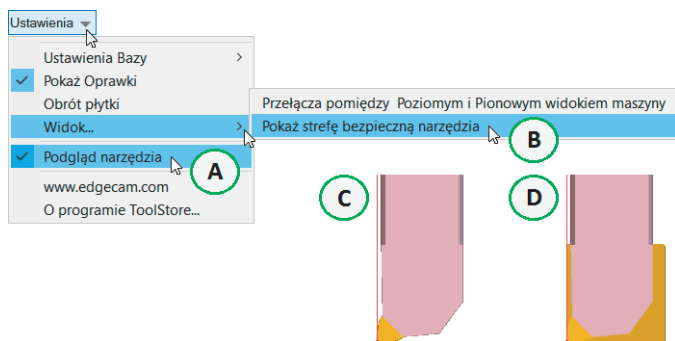 Ustawienia
Ustawienia Bazy
Pokaż Oprawki
Obrót płytki
Widok...
Przełącza pomiędzy Poziomym i Pionowym widokiem maszyny
Pokaż strefę bezpieczną narzędzia
B
Podgląd narzędzia
A
www.edgecam.com
O programie ToolStore...
C
D